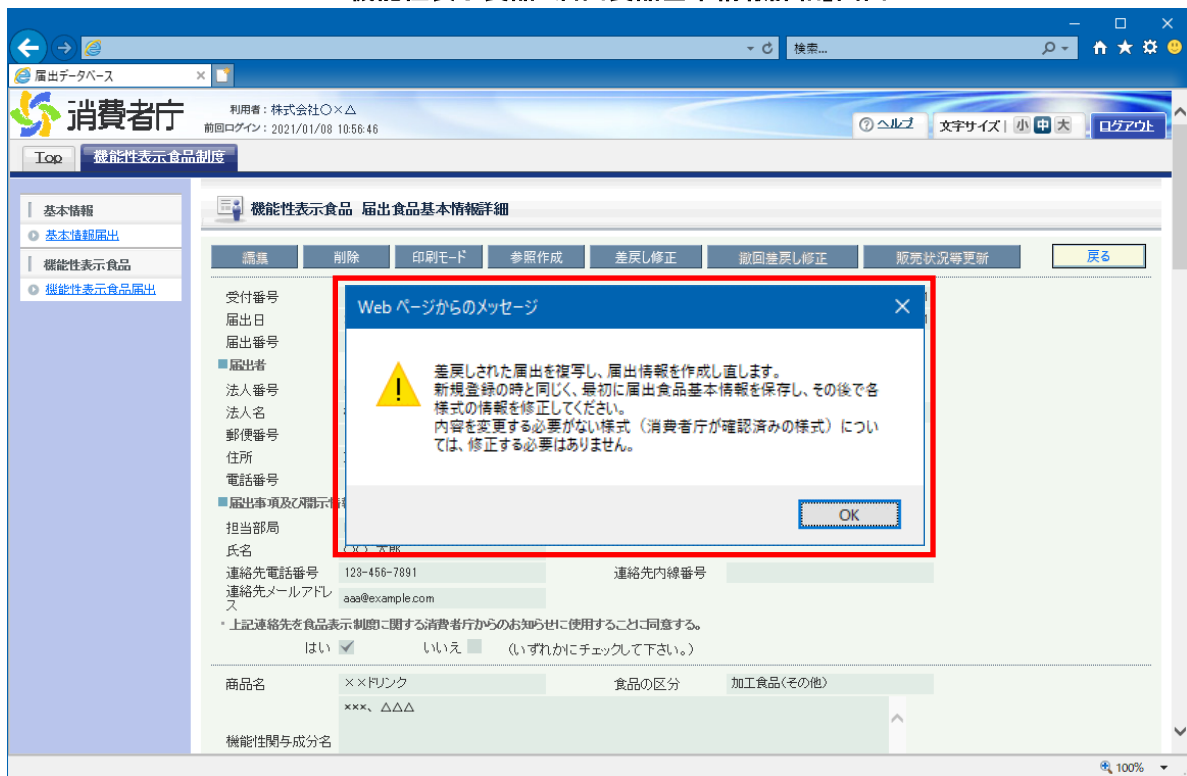 検索...
届出データベース
消費者庁
利用者：株式会社○×△
前回ログイン：2021/01/08 10:56:46
ヘルプ 文字サイズ | 小 中 大 ログアウト
Top 機能性表示食品制度
基本情報
基本情報届出
機能性表示食品
機能性表示食品届出
機能性表示食品 届出食品基本情報詳細
編集 削除 印刷モード 参照作成 差戻し修正 撤回差戻し修正 販売状況等更新 戻る
受付番号
届出日
届出番号
■届出者
法人番号
法人名
郵便番号
住所
電話番号
■届出事項及び開示情
担当部局
氏名 ○○ 太郎
Web ページからのメッセージ
差戻しされた届出を複写し、届出情報を作成し直します。
新規登録の時と同じく、最初に届出食品基本情報を保存し、その後で各
様式の情報を修正してください。
内容を変更する必要がない様式（消費者庁が確認済みの様式）につい
ては、修正する必要はありません。
OK
連絡先電話番号 123-456-7891 連絡先内線番号
連絡先メールアドレ
ス aaa@example.com
* 上記連絡先を食品表示制度に関する消費者庁からのお知らせに使用することに同意する。
はい いいえ （いずれかにチェックして下さい。）
商品名 ××ドリンク 食品の区分 加工食品(その他)
×××、△△△
機能性関与成分名
100%